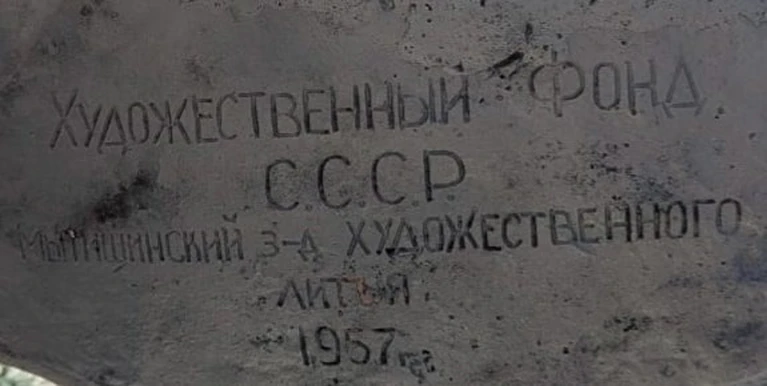 ХУДОЖЕСТВЕННЫЙ ФОНД
С.С.С.Р.
МЫТИЩИНСКИЙ З-Д ХУДОЖЕСТВЕННОГО
ЛИТЬЯ
1957